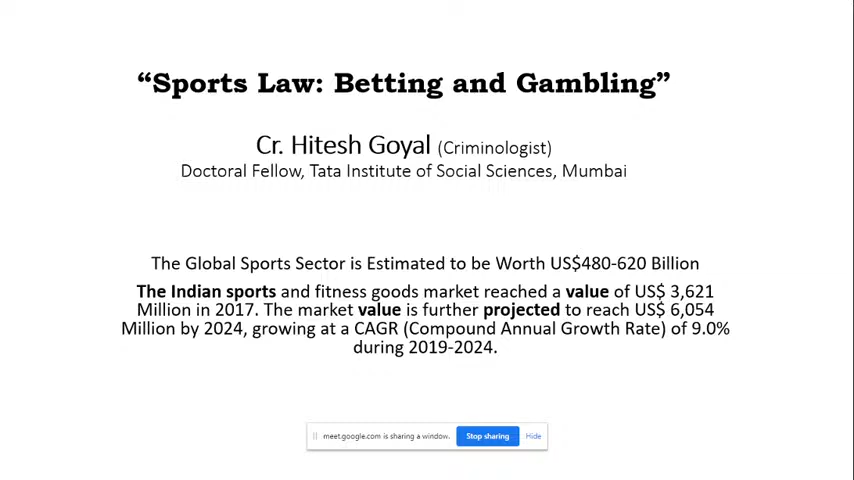 “Sports Law: Betting and Gambling”
Cr. Hitesh Goyal (Criminologist)
Doctoral Fellow, Tata Institute of Social Sciences, Mumbai
The Global Sports Sector is Estimated to be Worth US$480-620 Billion
The Indian sports and fitness goods market reached a value of US$ 3,621
Million in 2017. The market value is further projected to reach US$ 6,054
Million by 2024, growing at a CAGR (Compound Annual Growth Rate) of 9.0%
during 2019-2024.
meet.google.com is sharing a window. Stop sharing Hide